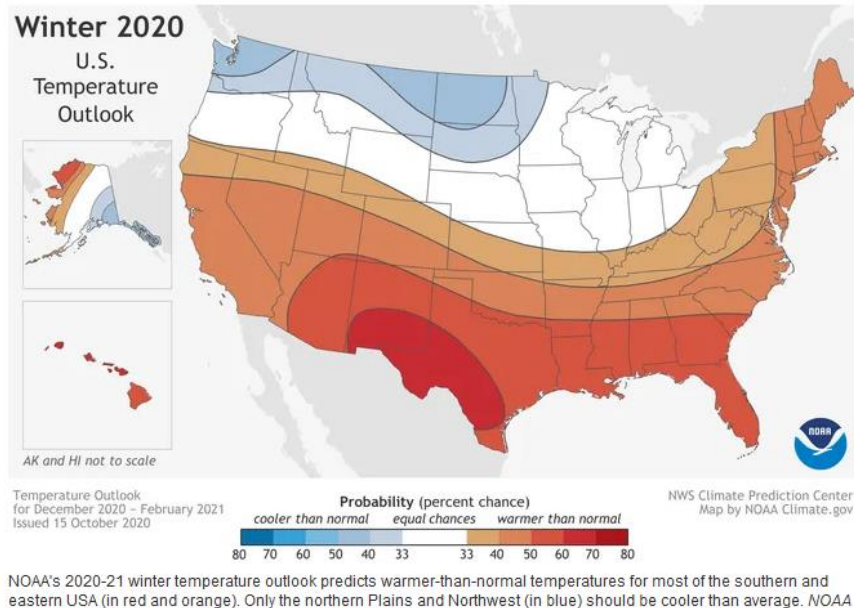 Winter 2020
U.S.
Temperature
Outlook
AK and HI not to scale
NOAA
Temperature Outlook
for December 2020 – February 2021
Issued 15 October 2020
Probability (percent chance)
cooler than normal equal chances warmer than normal
80 70 60 50 40 33 33 40 50 60 70 80
NWS Climate Prediction Center
Map by NOAA Climate.gov
NOAA's 2020-21 winter temperature outlook predicts warmer-than-normal temperatures for most of the southern and
eastern USA (in red and orange). Only the northern Plains and Northwest (in blue) should be cooler than average. NOAA